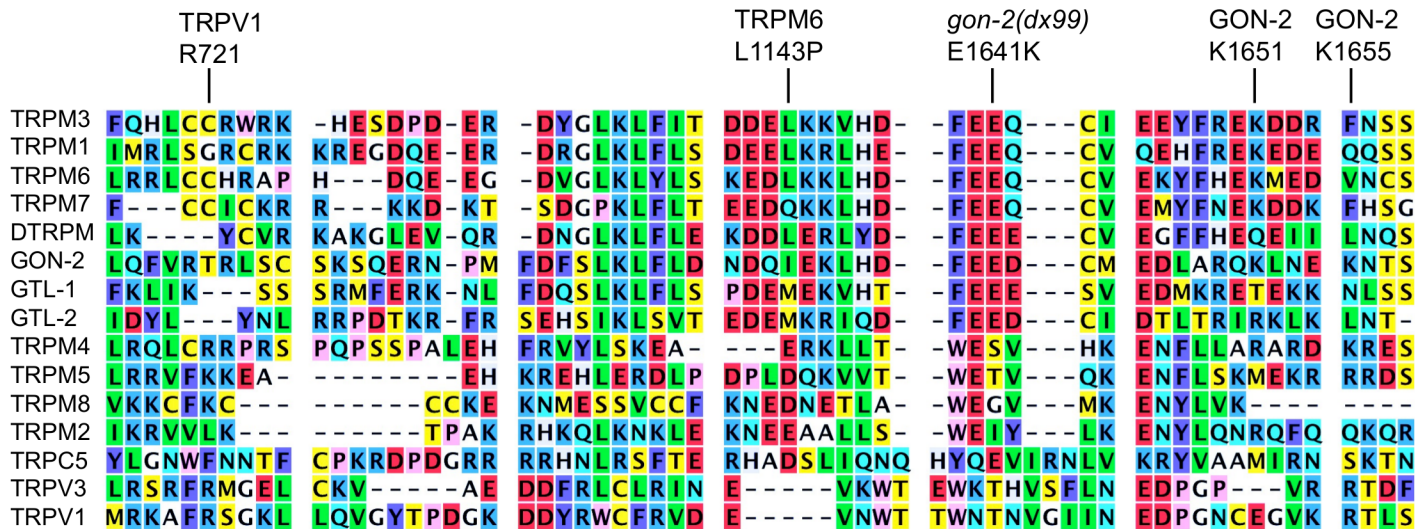 TRPV1 TRPM6 gon-2(dx99) GON-2 GON-2
R721 L1143P E1641K K1651 K1655
TRPM3 FQHLCCRWRK -HESDPD-ER -DYGLKLFIT DDELKKVHD- -FEEQ---CI EEYFREKDDR FNSS
TRPM1 IMRLSGRCRK KREGDQE-ER -DRGLKLFLS DEELKRLHE- -FEEQ---CV QEHFREKEDE QQSS
TRPM6 LRRLCCHRAP H---DQE-EG -DVGLKLYLS KEDLKKLHD- -FEEQ---CV EKYFHEKMED VNCS
TRPM7 F---CCICKR R---KKD-KT -SDGPKLFLT EEDQKKLHD- -FEEQ---CV EMYFNEKDDK FHSG
DTRPM LK----YCVR KAKGLEV-QR -DNGLKLFLE KDDLERLYD- -FEEE---CV EGFFHEQEII LNQS
GON-2 LQFVRTRLSC SKSQERN-PM FDFSLKLFLD NDQIEKLHD- -FEED---CM EDLARQKLNE KNTS
GTL-1 FKLIK---SS SRMFERK-NL FDQSLKLFLS PDEMEKVHT- -FEEE---SV EDMKRETEKK NLSS
GTL-2 IDYL---YNL RRPDTKR-FR SEHSIKLSVT EDEMKRIQD- -FEED---CI DTLTRIRKLK LNT-
TRPM4 LRQLCRRPRS PQPSSPALEH FRVYLSKEA- ---ERKLLT- -WESV---HK ENFLLARARD KRES
TRPM5 LRRVFKKEA- --------EH KREHLERDLP DPLDQKVVT- -WETV---QK ENFLSKMEKR RRDS
TRPM8 VKKCFKC--- ------CCKE KNMESSVCCF KNEDNETLA- -WEGV---MK ENYLVK---- ----
TRPM2 IKRVVLK--- ------TPAK RHKQLKNKLE KNEEAALLS- -WEIY---LK ENYLQNRQFQ QKQR
TRPC5 YLGNWFNNTF CPKRDPDGRR RRHNLRSFTE RHADSLIQNQ HYQEVIRNLV KRYVAAMIRN SKTN
TRPV3 LRSRFRMGEL CKV-----AE DDFRLCLRIN E-----VKWT EWKTHVSFLN EDPGP---VR RTDF
TRPV1 MRKAFRSGKL LQVGYTPDGK DDYRWCFRVD E-----VNWT TWNTNVGIIN EDPGNCEGVK RTLS